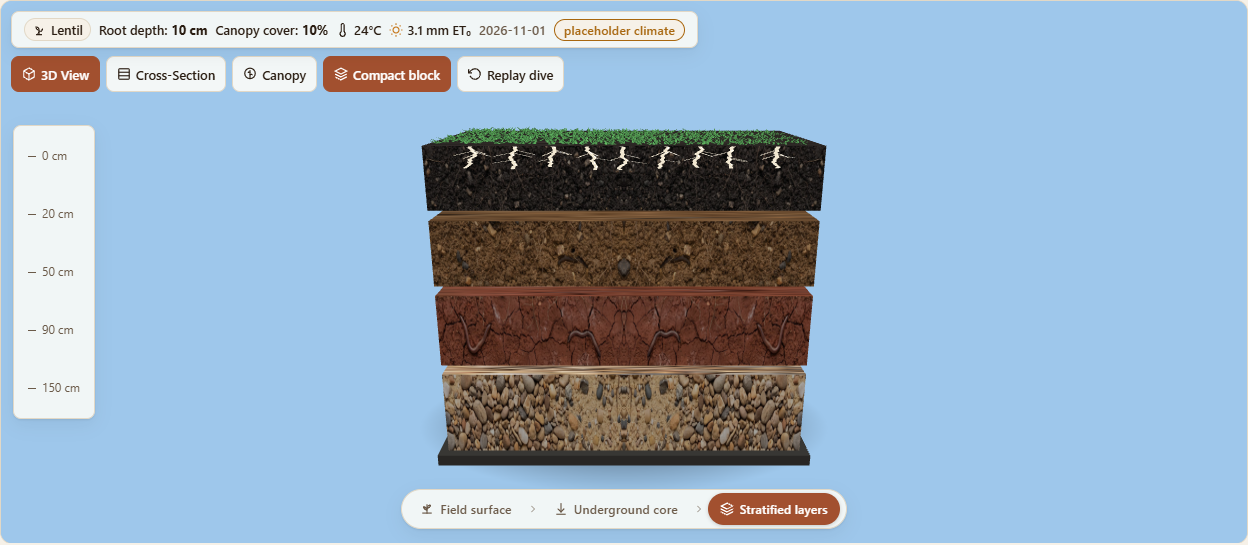 Lentil Root depth: 10 cm Canopy cover: 10% 24°C 3.1 mm ET₀ 2026-11-01 placeholder climate
3D View Cross-Section Canopy Compact block Replay dive
0 cm
20 cm
50 cm
90 cm
150 cm
Field surface Underground core Stratified layers